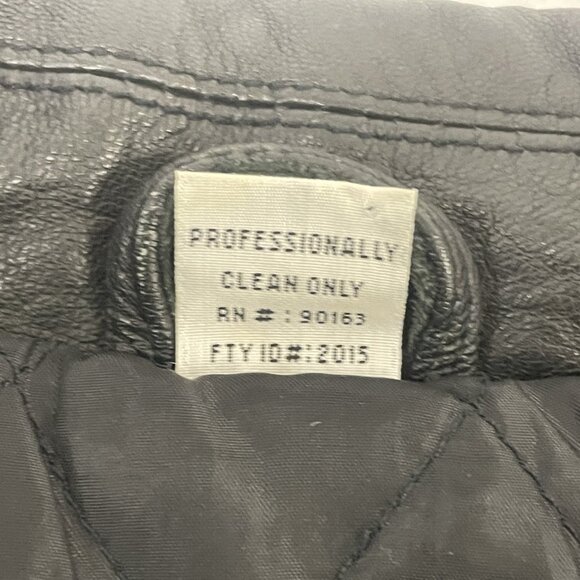 PROFESSIONALLY
CLEAN ONLY
RN # : 90163
FTY ID#:2015